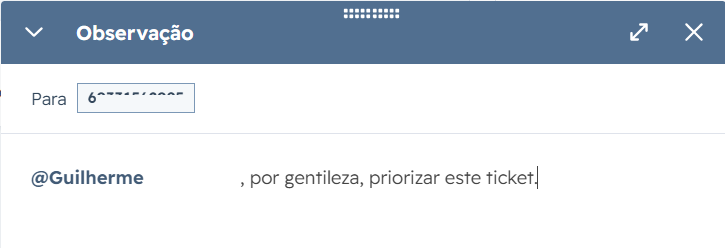 Observação
Para
@Guilherme , por gentileza, priorizar este ticket.